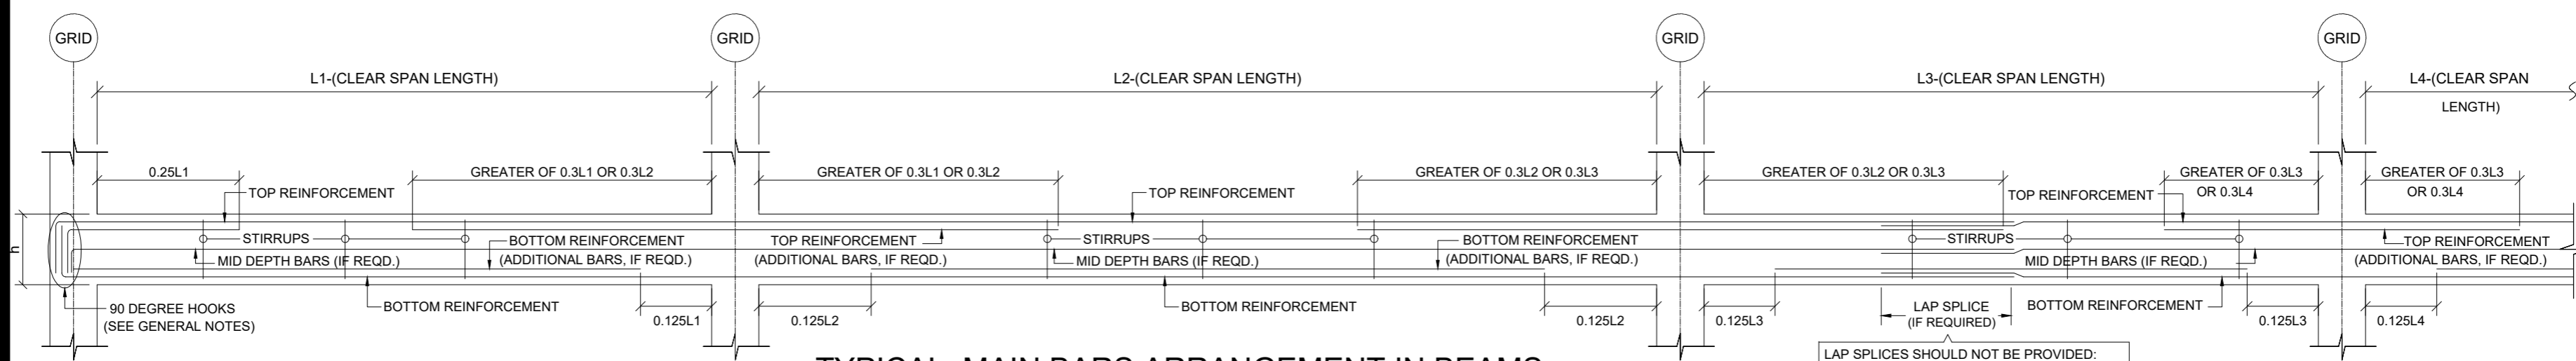 GRID GRID GRID GRID
L1-(CLEAR SPAN LENGTH) L2-(CLEAR SPAN LENGTH) L3-(CLEAR SPAN LENGTH) L4-(CLEAR SPAN
LENGTH)
0.25L1 GREATER OF 0.3L1 OR 0.3L2 GREATER OF 0.3L1 OR 0.3L2 GREATER OF 0.3L2 OR 0.3L3 GREATER OF 0.3L2 OR 0.3L3 GREATER OF 0.3L3 GREATER OF 0.3L3
OR 0.3L4 OR 0.3L4
TOP REINFORCEMENT TOP REINFORCEMENT TOP REINFORCEMENT
h
STIRRUPS BOTTOM REINFORCEMENT TOP REINFORCEMENT STIRRUPS BOTTOM REINFORCEMENT STIRRUPS TOP REINFORCEMENT
MID DEPTH BARS (IF REQD.) (ADDITIONAL BARS, IF REQD.) (ADDITIONAL BARS, IF REQD.) MID DEPTH BARS (IF REQD.) (ADDITIONAL BARS, IF REQD.) MID DEPTH BARS (IF REQD.) (ADDITIONAL BARS, IF REQD.)
90 DEGREE HOOKS BOTTOM REINFORCEMENT BOTTOM REINFORCEMENT LAP SPLICE BOTTOM REINFORCEMENT
(SEE GENERAL NOTES) 0.125L1 0.125L2 0.125L2 0.125L3 (IF REQUIRED) 0.125L3 0.125L4
TYPICAL MAIN BARS ARRANGEMENT IN BEAMS
LAP SPLICES SHOULD NOT BE PROVIDED: